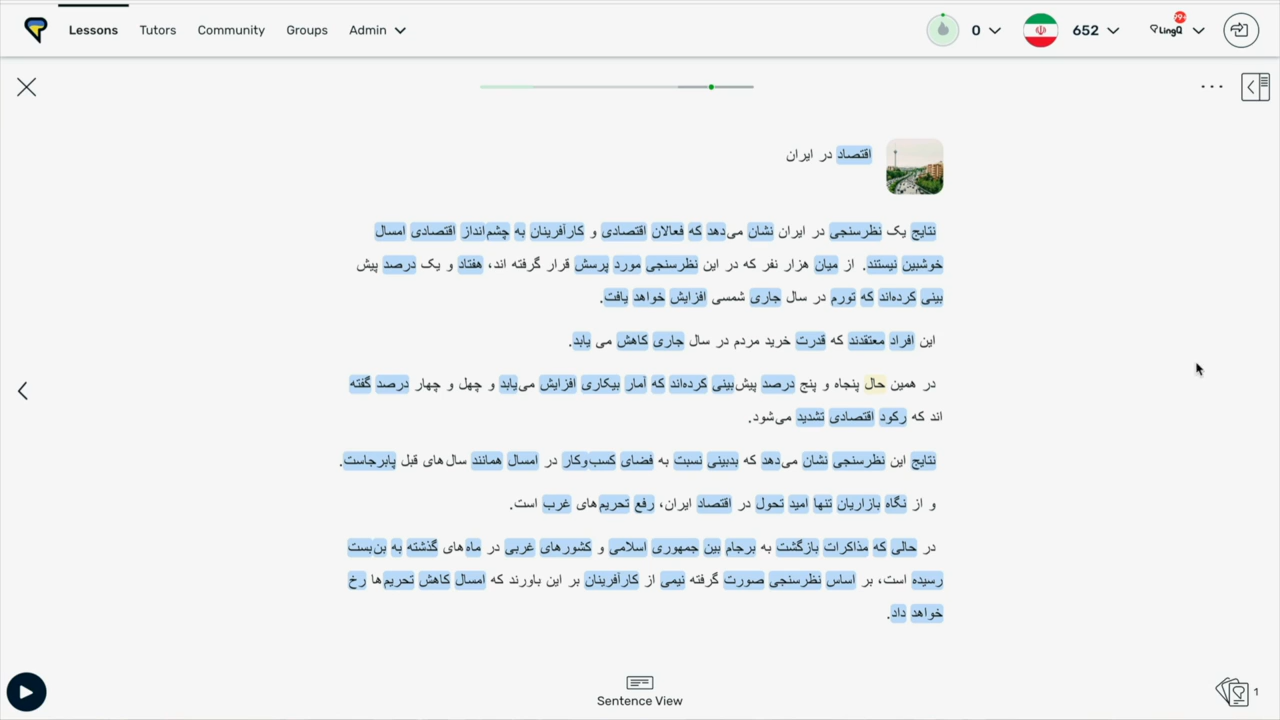 Lessons
Tutors
Community
Groups
Admin
0
652
LingQ
99+
اقتصاد در ایران
نتایج یک نظرسنجی در ایران نشان می‌دهد که فعالان اقتصادی و کارآفرینان به چشم‌انداز اقتصادی امسال
خوشبین نیستند. از میان هزار نفر که در این نظرسنجی مورد پرسش قرار گرفته اند، هفتاد و یک درصد پیش
بینی کرده‌اند که تورم در سال جاری شمسی افزایش خواهد یافت.
این افراد معتقدند که قدرت خرید مردم در سال جاری کاهش می یابد.
در همین حال پنجاه و پنج درصد پیش‌بینی کرده‌اند که آمار بیکاری افزایش می‌یابد و چهل و چهار درصد گفته
اند که رکود اقتصادی تشدید می‌شود.
نتایج این نظرسنجی نشان می‌دهد که بدبینی نسبت به فضای کسب‌وکار در امسال همانند سال‌های قبل پابرجاست.
و از نگاه بازاریان تنها امید تحول در اقتصاد ایران، رفع تحریم‌های غرب است.
در حالی که مذاکرات بازگشت به برجام بین جمهوری اسلامی و کشورهای غربی در ماه‌های گذشته به بن‌بست
رسیده است، بر اساس نظرسنجی صورت گرفته نیمی از کارآفرینان بر این باورند که امسال کاهش تحریم‌ها رخ
خواهد داد.
Sentence View
1